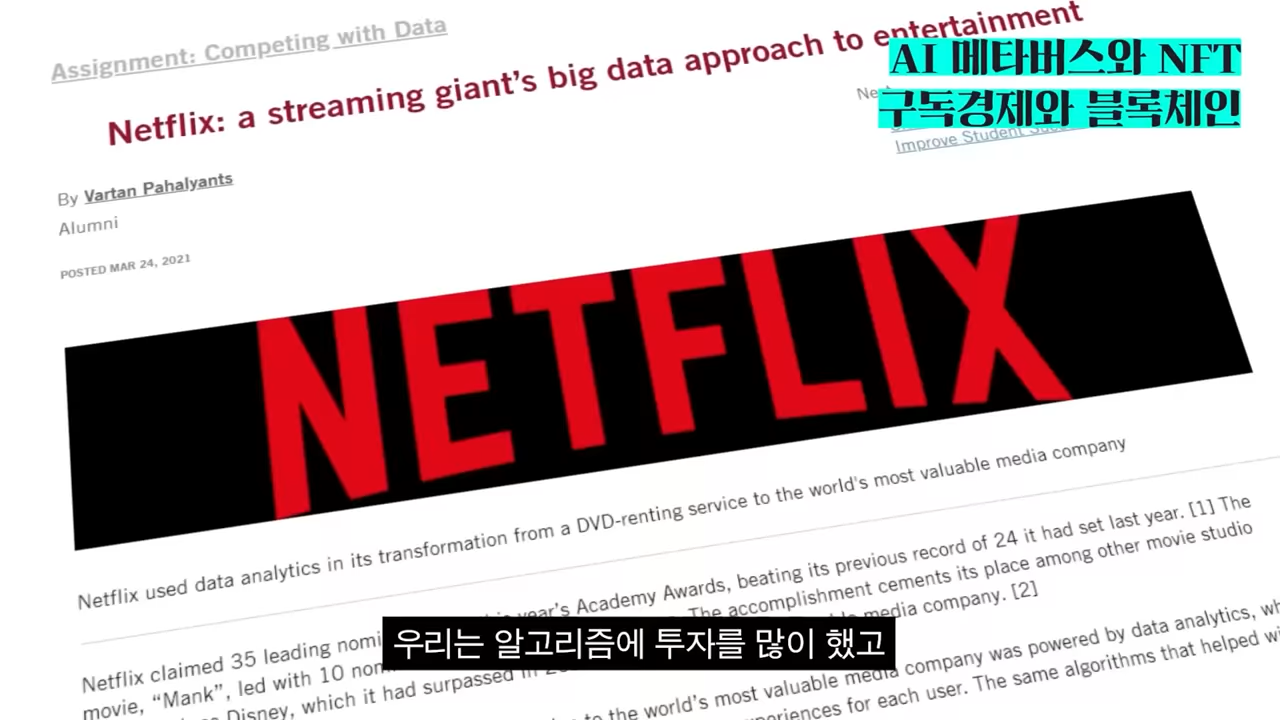 Assignment: Competing with Data
Netflix: a streaming giant's big data approach to entertainment
AI 메타버스와 NFT
구독경제와 블록체인
Improve Student
By Vartan Pahalyants
Alumni
POSTED MAR 24, 2021
NETFLIX
Netflix used data analytics in its transformation from a DVD-renting service to the world's most valuable media company
Netflix claimed 35 leading year's Academy Awards, beating its previous record of 24 it had set last year. [1] The
movie, “Mank”, led with 10 The accomplishment cements its place among other movie studio
Disney, which it had surpassed in media company. [2]
to the world's most valuable media company was powered by data analytics,
for each user. The same algorithms that helped
우리는 알고리즘에 투자를 많이 했고